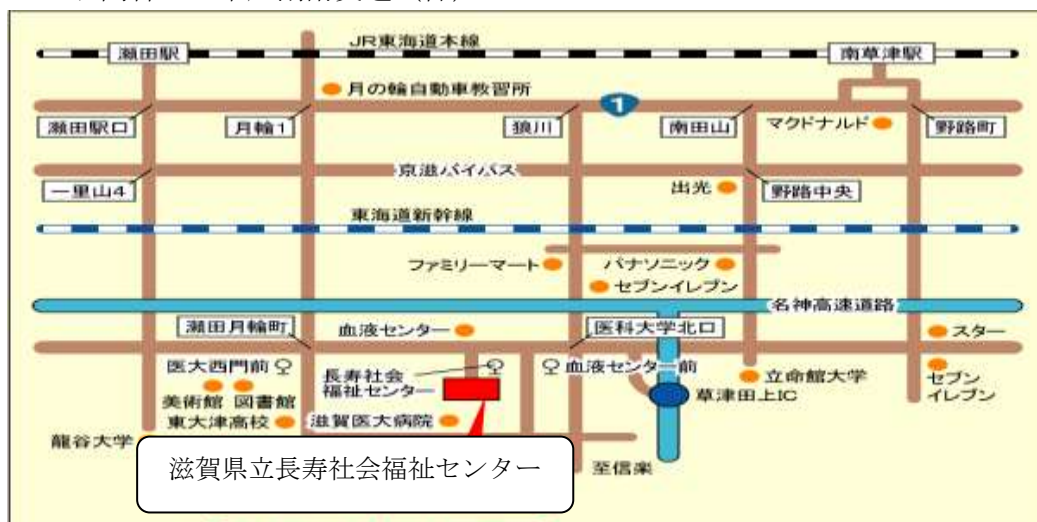 JR東海道本線
瀬田駅
南草津駅
月の輪自動車教習所
1
瀬田駅口
月輪1
狼川
南田山
マクドナルド
野路町
京滋バイパス
一里山4
出光
野路中央
東海道新幹線
ファミリーマート
パナソニック
セブンイレブン
名神高速道路
瀬田月輪町
血液センター
医科大学北口
スター
医大西門前
長寿社会
福祉センター
血液センター前
立命館大学
セブン
イレブン
美術館 図書館
草津田上IC
東大津高校
滋賀医大病院
龍谷大学
滋賀県立長寿社会福祉センター
至信楽